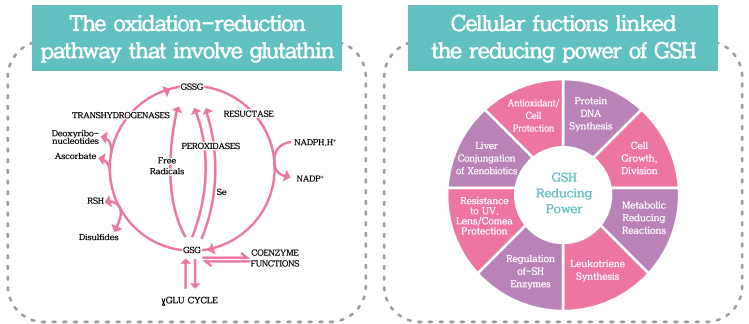 The oxidation-reduction
pathway that involve glutathin
GSSG
TRANSHYDROGENASES
RESUCTASE
Deoxyribo-
nucleotides
Ascorbate
PEROXIDASES
NADPH,H⁺
Free
Radicals
NADP⁺
Se
RSH
Disulfides
GSG
COENZYME
FUNCTIONS
ɣGLU CYCLE
Cellular fuctions linked
the reducing power of GSH
Antioxidant/
Cell
Protection
Protein
DNA
Synthesis
Liver
Conjungation
of Xenobiotics
Cell
Growth,
Division
GSH
Reducing
Power
Resistance
to UV,
Lens/Comea
Protection
Metabolic
Reducing
Reactions
Regulation
of-SH
Enzymes
Leukotriene
Synthesis